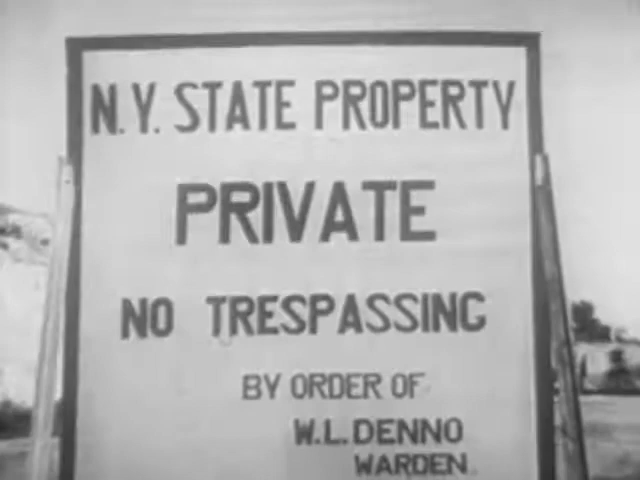 N.Y. STATE PROPERTY
PRIVATE
NO TRESPASSING
BY ORDER OF
W.L. DENNO
WARDEN.